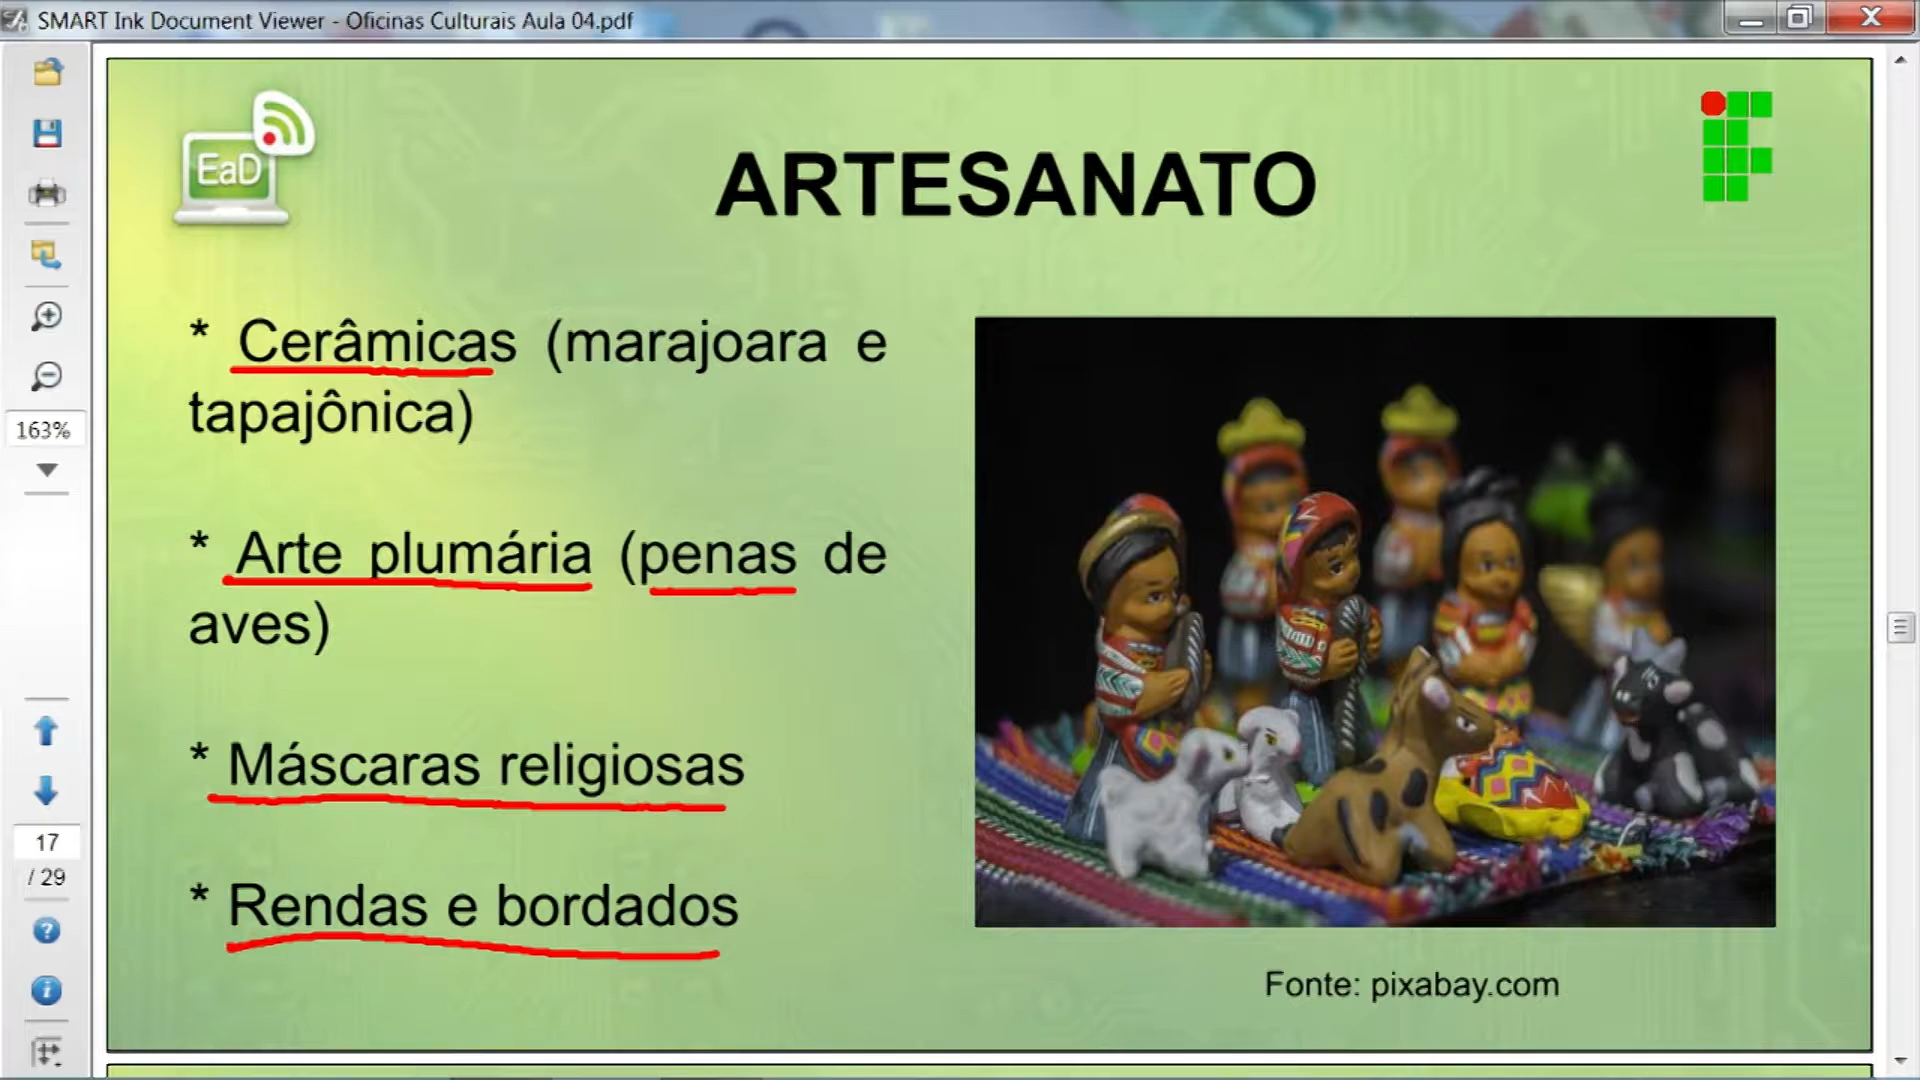 SMART Ink Document Viewer - Oficinas Culturais Aula 04.pdf
EaD
ARTESANATO
* Cerâmicas (marajoara e
tapajônica)
* Arte plumária (penas de
aves)
* Máscaras religiosas
* Rendas e bordados
Fonte: pixabay.com
163%
17
/ 29